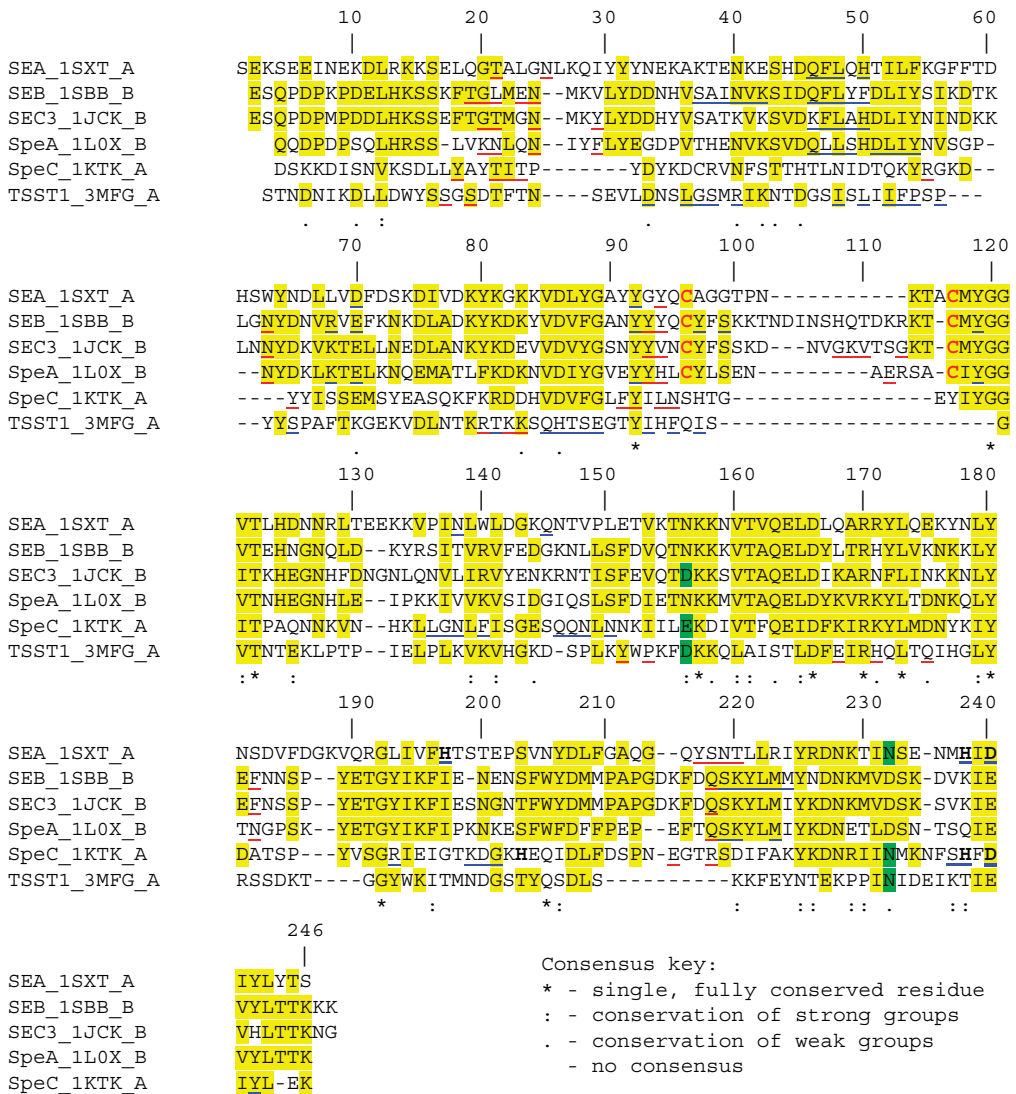 10 20 30 40 50 60
| | | | | |
SEA_1SXT_A SEKSEEINEKDLRKKSELQGTALGNLKQIYYYNEKAKTENKESHDQFLQHTILFKGFFTD
SEB_1SBB_B ESQPDPKPDELHKSSKFTGLMEN--MKVLYDDNHVSAINVKSIDQFLYFDLIYSIKDTK
SEC3_1JCK_B ESQPDPMPDDLHKSSEFTGTMGN--MKYLYDDHYVSATKVKSVDKFLAHDLIYNINDKK
SpeA_1L0X_B QQDPDPSQLHRSS--LVKNLQN--IYFLYEGDPVTHENVKSVDQLLSHDLIYNVSGP-
SpeC_1KTK_A DSKKDISNVKSDLLYAYTITP------YDYKDCRVNFSTTHTLNIDTQKYRGKD--
TSST1_3MFG_A STNDNIKDLLDWYSSGSDTFTN----SEVLDNSLGSMRIKNTDGSISLIIFPSP---
. . : . . . . .
70 80 90 100 110 120
| | | | | |
SEA_1SXT_A HSWYNDLLVDFDSKDIVDKYKGKKVDLYGAYYGYQCAGGTPN-----------KTACMYGG
SEB_1SBB_B LGNYDNVRVEFKNKDLADKYKDKYVDVFGANYYYQCYFSKKTNDINSHQTDKRKT-CMYGG
SEC3_1JCK_B LNNYDKVKTELLNEDLANKYKDEVVDVYGSNYYVNCYFSSKD--NVGKVTSGKT-CMYGG
SpeA_1L0X_B --NYDKLKTELKNQEMATLFKDKNVDIYGVEYYHLCYLSEN-----AERSA-CIYGG
SpeC_1KTK_A ----YYISSEMSYEASQKFKRDDHVDVFGLFYILNSHTG--------------EYIYGG
TSST1_3MFG_A --YYSPAFTKGEKVDLNTKRTKKSQHTSEGTYIHFQIS---------------------G
. . . * *
130 140 150 160 170 180
| | | | | |
SEA_1SXT_A VTLHDNNRLTEEKKVPINLWLDGKQNTVPLETVKTNKKNVTVQELDLQARRYLQEKYNLY
SEB_1SBB_B VTEHNGNQLD--KYRSITVRVFEDGKNLLSFDVQTNKKKVTAQELDYLTRHYLVKNKKLY
SEC3_1JCK_B ITKHEGNHFDNGNLQNVLIRVYENKRNTISFEVQTDKKSVTAQELDIKARNFLINKKNLY
SpeA_1L0X_B VTNHEGNHLE--IPKKIVVKVSIDGIQSLSFDIETNKKMVTAQELDYKVRKYLTDNKQLY
SpeC_1KTK_A ITPAQNNKVN--HKLLGNLFISGESQQNLNNKIILEKDIVTFQEIDFKIRKYLMDNYKIY
TSST1_3MFG_A VTNTEKLPTP--IELPLKVKVHGKD-SPLKYWPKFDKKQLAISTLDFEIRHQLTQIHGLY
:* : : : . :*. :: . :* *. * . :*
190 200 210 220 230 240
| | | | | |
SEA_1SXT_A NSDVFDGKVQRGLIVFHTSTEPSVNYDLFGAQG--QYSNTLLRIYRDNKTINSE-NMHID
SEB_1SBB_B EFNNSP--YETGYIKFIE-NENSFWYDMMPAPGDKFDQSKYLMMYNDNKMVDSK-DVKIE
SEC3_1JCK_B EFNSSP--YETGYIKFIESNGNTFWYDMMPAPGDKFDQSKYLMIYKDNKMVDSK-SVKIE
SpeA_1L0X_B TNGPSK--YETGYIKFIPKNKESFWFDFFPEP--EFTQSKYLMIYKDNETLDSN-TSQIE
SpeC_1KTK_A DATSP---YVSGRIEIGTKDGKHEQIDLFDSPN-EGTRSDIFAKYKDNRIINMKNFSHFD
TSST1_3MFG_A RSSDKT-----GGYWKITMNDGSTYQSDLS------KKFEYNTEKPPINIDEIKTIE
* : *: : :: :: . ::
246
|
SEA_1SXT_A IYLYTS
SEB_1SBB_B VYLTTKKK
SEC3_1JCK_B VHLTTKNG
SpeA_1L0X_B VYLTTK
SpeC_1KTK_A IYL-EK
Consensus key:
* - single, fully conserved residue
: - conservation of strong groups
. - conservation of weak groups
- no consensus